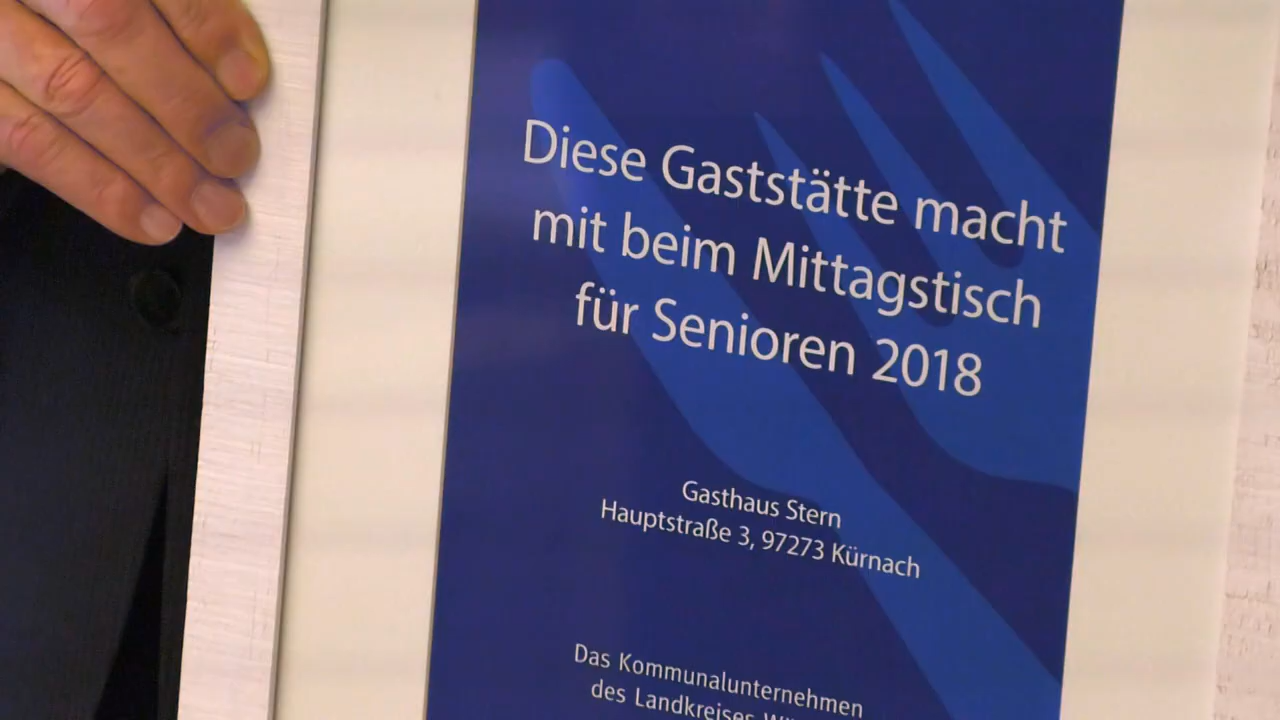 Diese Gaststätte macht
mit beim Mittagstisch
für Senioren 2018
Gasthaus Stern
Hauptstraße 3, 97273 Kürnach
Das Kommunalunternehmen
des Landkreises